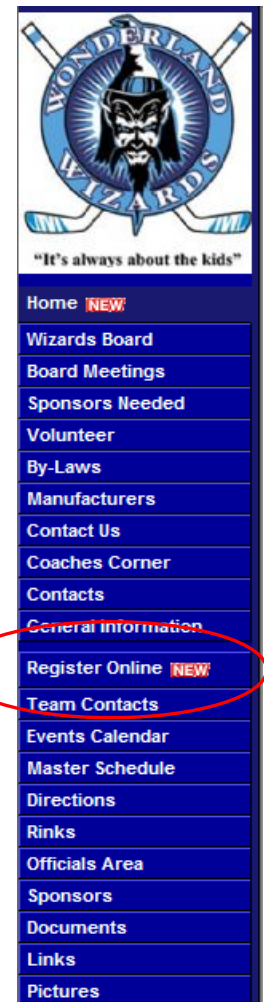 WONDERLAND
WIZARDS
"It's always about the kids"
Home NEW
Wizards Board
Board Meetings
Sponsors Needed
Volunteer
By-Laws
Manufacturers
Contact Us
Coaches Corner
Contacts
General Information
Register Online NEW
Team Contacts
Events Calendar
Master Schedule
Directions
Rinks
Officials Area
Sponsors
Documents
Links
Pictures